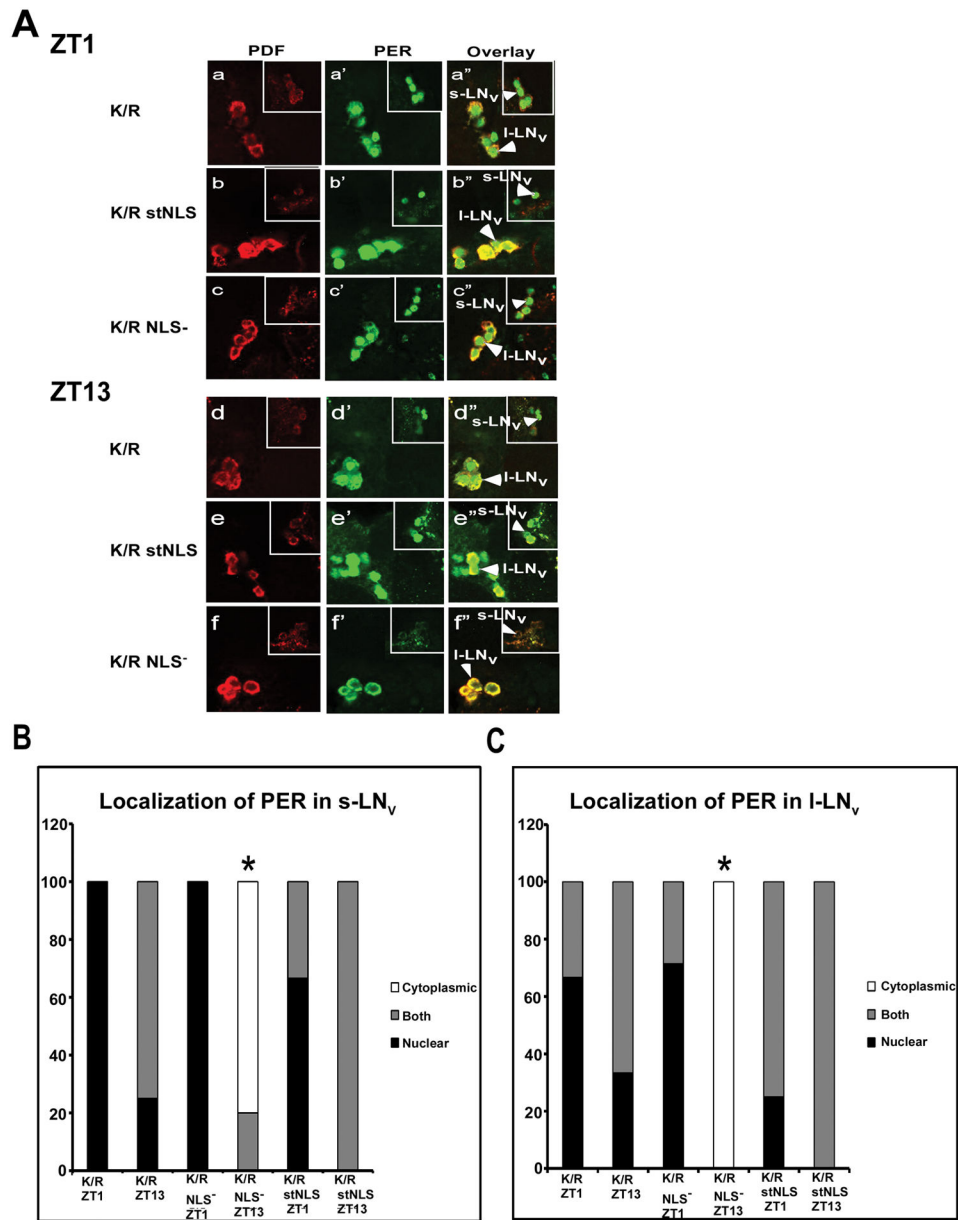 A
ZT1
PDF PER Overlay
K/R
a a' a" s-LNv l-LNv
K/R stNLS
b b' b" s-LNv l-LNv
K/R NLS-
c c' c" s-LNv l-LNv
ZT13
K/R
d d' d" s-LNv l-LNv
K/R stNLS
e e' e" s-LNv l-LNv
K/R NLS-
f f' f" s-LNv l-LNv
B
Localization of PER in s-LNv
120
100
80
60
40
20
0
*
Cytoplasmic
Both
Nuclear
K/R ZT1
K/R ZT13
K/R NLS- ZT1
K/R NLS- ZT13
K/R stNLS ZT1
K/R stNLS ZT13
C
Localization of PER in l-LNv
120
100
80
60
40
20
0
*
Cytoplasmic
Both
Nuclear
K/R ZT1
K/R ZT13
K/R NLS- ZT1
K/R NLS- ZT13
K/R stNLS ZT1
K/R stNLS ZT13